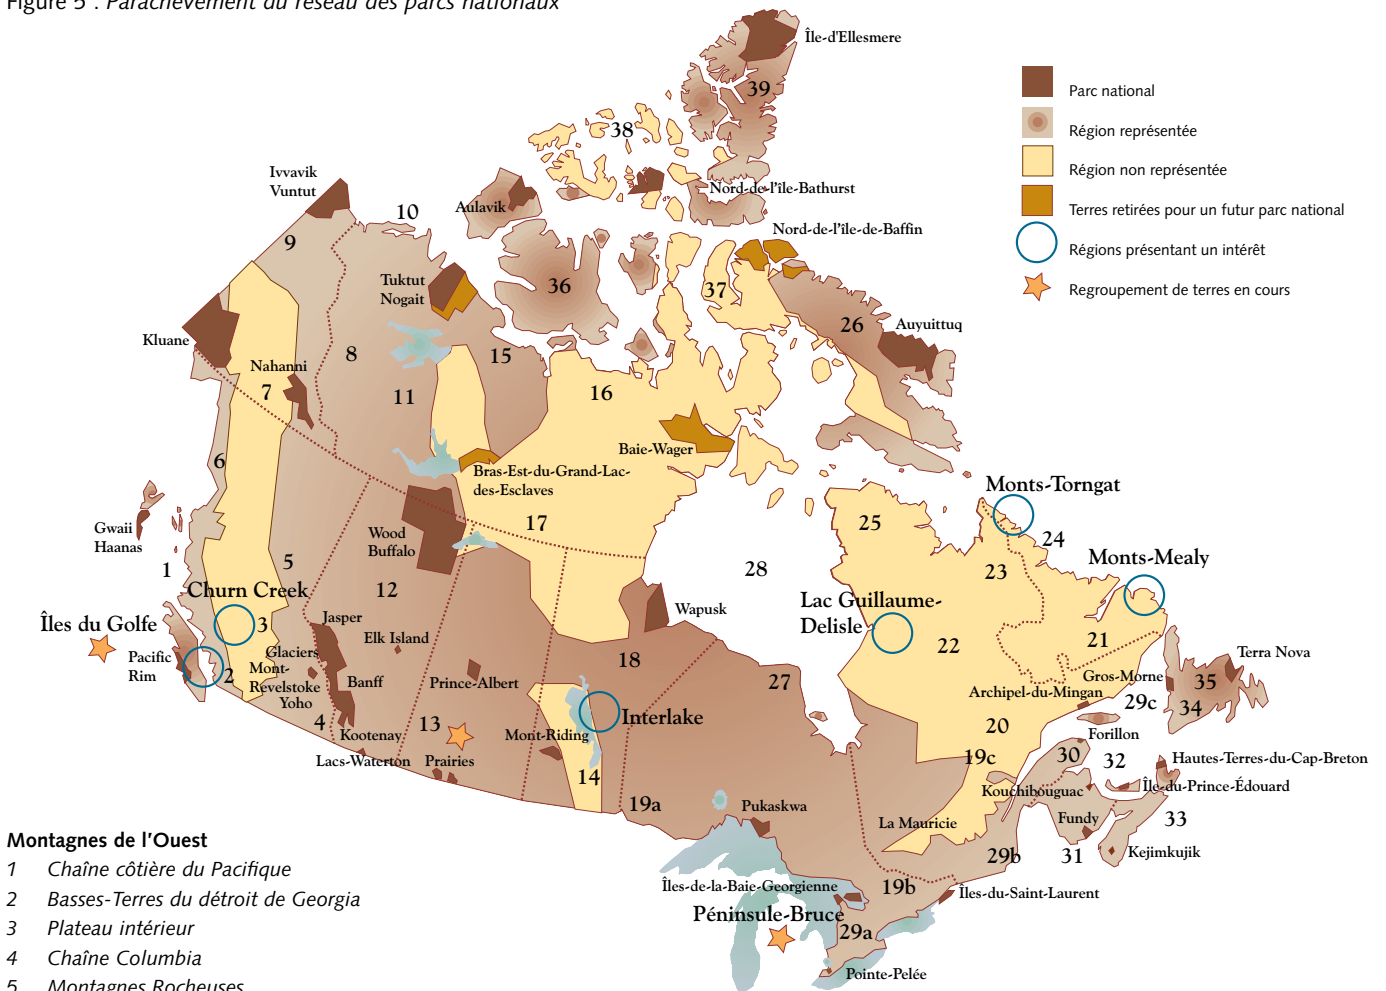 Figure 5 : Parachèvement du réseau des parcs nationaux
Île-d'Ellesmere
39
38
Parc national
Région représentée
Région non représentée
Terres retirées pour un futur parc national
Régions présentant un intérêt
Regroupement de terres en cours
Ivvavik
Vuntut
10
Aulavik
Nord-de-l'île-Bathurst
Nord-de-l'île-de-Baffin
9
Tuktut
Nogait
36
37
26
Auyuittuq
Kluane
8
15
Nahanni
7
11
16
Baie-Wager
6
Bras-Est-du-Grand-Lac-
des-Esclaves
Monts-Torngat
Gwaii
Haanas
Wood
Buffalo
17
25
24
1
5
28
23
Monts-Mealy
Churn Creek
12
Wapusk
Lac Guillaume-
Delisle
Îles du Golfe
3
Jasper
Elk Island
22
21
Pacific
Rim
2
Glaciers
Mont-
Revelstoke
Yoho
Banff
Prince-Albert
18
27
Terra Nova
Gros-Morne
35
Archipel-du-Mingan
29c
34
4
Kootenay
13
Mont-Riding
Interlake
20
Forillon
Lacs-Waterton
Prairies
14
19c
30
32
Hautes-Terres-du-Cap-Breton
Kouchibouguac
Île-du-Prince-Édouard
19a
Pukaskwa
La Mauricie
Fundy
33
29b
31
Kejimkujik
Îles-de-la-Baie-Georgienne
19b
Îles-du-Saint-Laurent
Péninsule-Bruce
29a
Pointe-Pelée
Montagnes de l'Ouest
1 Chaîne côtière du Pacifique
2 Basses-Terres du détroit de Georgia
3 Plateau intérieur
4 Chaîne Columbia
5 Montagnes Rocheuses